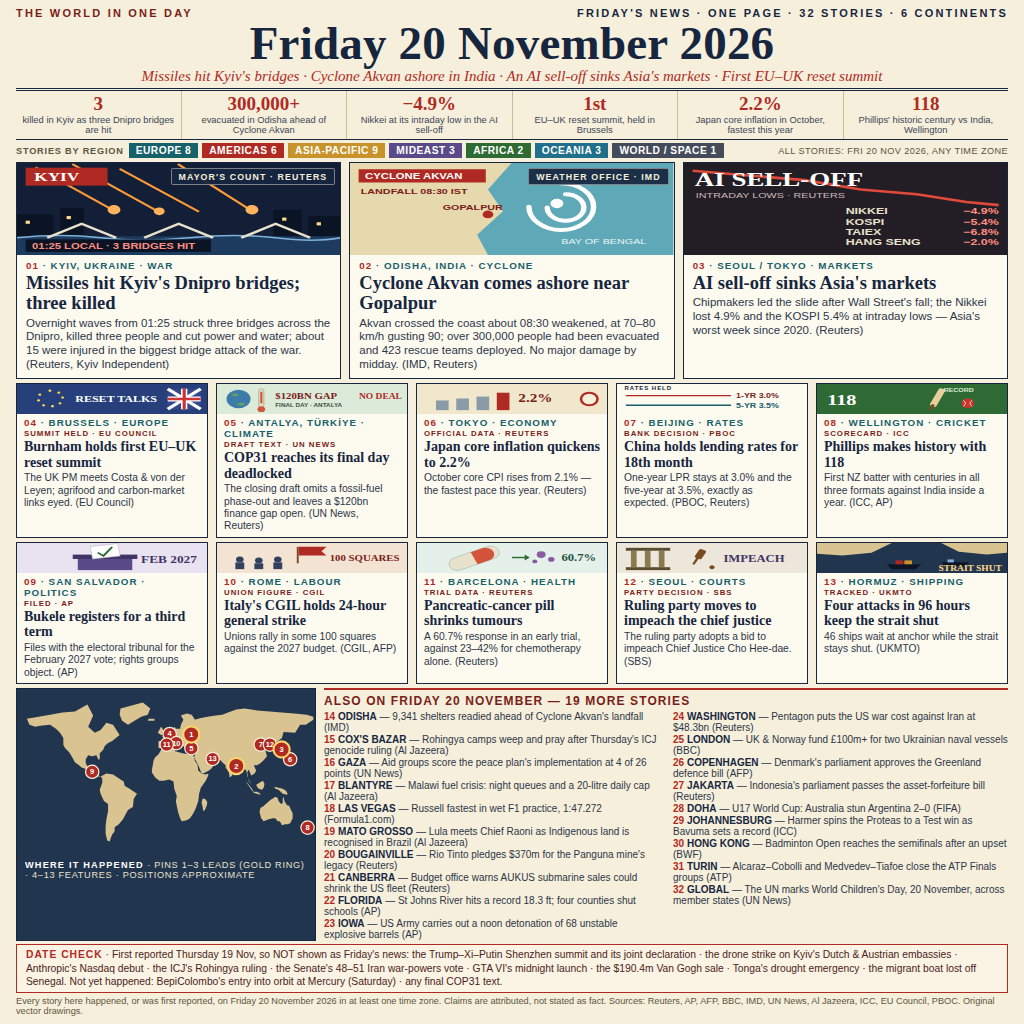 THE WORLD IN ONE DAY
FRIDAY'S NEWS · ONE PAGE · 32 STORIES · 6 CONTINENTS
Friday 20 November 2026
Missiles hit Kyiv's bridges · Cyclone Akvan ashore in India · An AI sell-off sinks Asia's markets · First EU–UK reset summit
3
killed in Kyiv as three Dnipro bridges
are hit
300,000+
evacuated in Odisha ahead of
Cyclone Akvan
−4.9%
Nikkei at its intraday low in the AI
sell-off
1st
EU–UK reset summit, held in
Brussels
2.2%
Japan core inflation in October,
fastest this year
118
Phillips' historic century vs India,
Wellington
STORIES BY REGION
EUROPE 8
AMERICAS 6
ASIA-PACIFIC 9
MIDEAST 3
AFRICA 2
OCEANIA 3
WORLD / SPACE 1
ALL STORIES: FRI 20 NOV 2026, ANY TIME ZONE
KYIV
MAYOR'S COUNT · REUTERS
01:25 LOCAL · 3 BRIDGES HIT
01 · KYIV, UKRAINE · WAR
Missiles hit Kyiv's Dnipro bridges;
three killed
Overnight waves from 01:25 struck three bridges across the
Dnipro, killed three people and cut power and water; about
15 were injured in the biggest bridge attack of the war.
(Reuters, Kyiv Independent)
CYCLONE AKVAN
LANDFALL 08:30 IST
GOPALPUR
WEATHER OFFICE · IMD
BAY OF BENGAL
02 · ODISHA, INDIA · CYCLONE
Cyclone Akvan comes ashore near
Gopalpur
Akvan crossed the coast about 08:30 weakened, at 70–80
km/h gusting 90; over 300,000 people had been evacuated
and 423 rescue teams deployed. No major damage by
midday. (IMD, Reuters)
AI SELL-OFF
INTRADAY LOWS · REUTERS
NIKKEI −4.9%
KOSPI −5.4%
TAIEX −6.8%
HANG SENG −2.0%
03 · SEOUL / TOKYO · MARKETS
AI sell-off sinks Asia's markets
Chipmakers led the slide after Wall Street's fall; the Nikkei
lost 4.9% and the KOSPI 5.4% at intraday lows — Asia's
worst week since 2020. (Reuters)
RESET TALKS
04 · BRUSSELS · EUROPE
SUMMIT HELD · EU COUNCIL
Burnham holds first EU–UK
reset summit
The UK PM meets Costa & von der
Leyen; agrifood and carbon-market
links eyed. (EU Council)
$120BN GAP
FINAL DAY · ANTALYA
NO DEAL
05 · ANTALYA, TÜRKİYE ·
CLIMATE
DRAFT TEXT · UN NEWS
COP31 reaches its final day
deadlocked
The closing draft omits a fossil-fuel
phase-out and leaves a $120bn
finance gap open. (UN News,
Reuters)
2.2%
06 · TOKYO · ECONOMY
OFFICIAL DATA · REUTERS
Japan core inflation quickens
to 2.2%
October core CPI rises from 2.1% —
the fastest pace this year. (Reuters)
RATES HELD
1-YR 3.0%
5-YR 3.5%
07 · BEIJING · RATES
BANK DECISION · PBOC
China holds lending rates for
18th month
One-year LPR stays at 3.0% and the
five-year at 3.5%, exactly as
expected. (PBOC, Reuters)
118
RECORD
08 · WELLINGTON · CRICKET
SCORECARD · ICC
Phillips makes history with
118
First NZ batter with centuries in all
three formats against India inside a
year. (ICC, AP)
FEB 2027
09 · SAN SALVADOR ·
POLITICS
FILED · AP
Bukele registers for a third
term
Files with the electoral tribunal for the
February 2027 vote; rights groups
object. (AP)
100 SQUARES
10 · ROME · LABOUR
UNION FIGURE · CGIL
Italy's CGIL holds 24-hour
general strike
Unions rally in some 100 squares
against the 2027 budget. (CGIL, AFP)
60.7%
11 · BARCELONA · HEALTH
TRIAL DATA · REUTERS
Pancreatic-cancer pill
shrinks tumours
A 60.7% response in an early trial,
against 23–42% for chemotherapy
alone. (Reuters)
IMPEACH
12 · SEOUL · COURTS
PARTY DECISION · SBS
Ruling party moves to
impeach the chief justice
The ruling party adopts a bid to
impeach Chief Justice Cho Hee-dae.
(SBS)
STRAIT SHUT
13 · HORMUZ · SHIPPING
TRACKED · UKMTO
Four attacks in 96 hours
keep the strait shut
46 ships wait at anchor while the strait
stays shut. (UKMTO)
4
1
11
10
5
13
2
7
12
3
6
9
8
WHERE IT HAPPENED · PINS 1–3 LEADS (GOLD RING)
· 4–13 FEATURES · POSITIONS APPROXIMATE
ALSO ON FRIDAY 20 NOVEMBER — 19 MORE STORIES
14 ODISHA — 9,341 shelters readied ahead of Cyclone Akvan's landfall
(IMD)
15 COX'S BAZAR — Rohingya camps weep and pray after Thursday's ICJ
genocide ruling (Al Jazeera)
16 GAZA — Aid groups score the peace plan's implementation at 4 of 26
points (UN News)
17 BLANTYRE — Malawi fuel crisis: night queues and a 20-litre daily cap
(Al Jazeera)
18 LAS VEGAS — Russell fastest in wet F1 practice, 1:47.272
(Formula1.com)
19 MATO GROSSO — Lula meets Chief Raoni as Indigenous land is
recognised in Brazil (Al Jazeera)
20 BOUGAINVILLE — Rio Tinto pledges $370m for the Panguna mine's
legacy (Reuters)
21 CANBERRA — Budget office warns AUKUS submarine sales could
shrink the US fleet (Reuters)
22 FLORIDA — St Johns River hits a record 18.3 ft; four counties shut
schools (AP)
23 IOWA — US Army carries out a noon detonation of 68 unstable
explosive barrels (AP)
24 WASHINGTON — Pentagon puts the US war cost against Iran at
$48.3bn (Reuters)
25 LONDON — UK & Norway fund £100m+ for two Ukrainian naval vessels
(BBC)
26 COPENHAGEN — Denmark's parliament approves the Greenland
defence bill (AFP)
27 JAKARTA — Indonesia's parliament passes the asset-forfeiture bill
(Reuters)
28 DOHA — U17 World Cup: Australia stun Argentina 2–0 (FIFA)
29 JOHANNESBURG — Harmer spins the Proteas to a Test win as
Bavuma sets a record (ICC)
30 HONG KONG — Badminton Open reaches the semifinals after an upset
(BWF)
31 TURIN — Alcaraz–Cobolli and Medvedev–Tiafoe close the ATP Finals
groups (ATP)
32 GLOBAL — The UN marks World Children's Day, 20 November, across
member states (UN News)
DATE CHECK · First reported Thursday 19 Nov, so NOT shown as Friday's news: the Trump–Xi–Putin Shenzhen summit and its joint declaration · the drone strike on Kyiv's Dutch & Austrian embassies ·
Anthropic's Nasdaq debut · the ICJ's Rohingya ruling · the Senate's 48–51 Iran war-powers vote · GTA VI's midnight launch · the $190.4m Van Gogh sale · Tonga's drought emergency · the migrant boat lost off
Senegal. Not yet happened: BepiColombo's entry into orbit at Mercury (Saturday) · any final COP31 text.
Every story here happened, or was first reported, on Friday 20 November 2026 in at least one time zone. Claims are attributed, not stated as fact. Sources: Reuters, AP, AFP, BBC, IMD, UN News, Al Jazeera, ICC, EU Council, PBOC. Original
vector drawings.